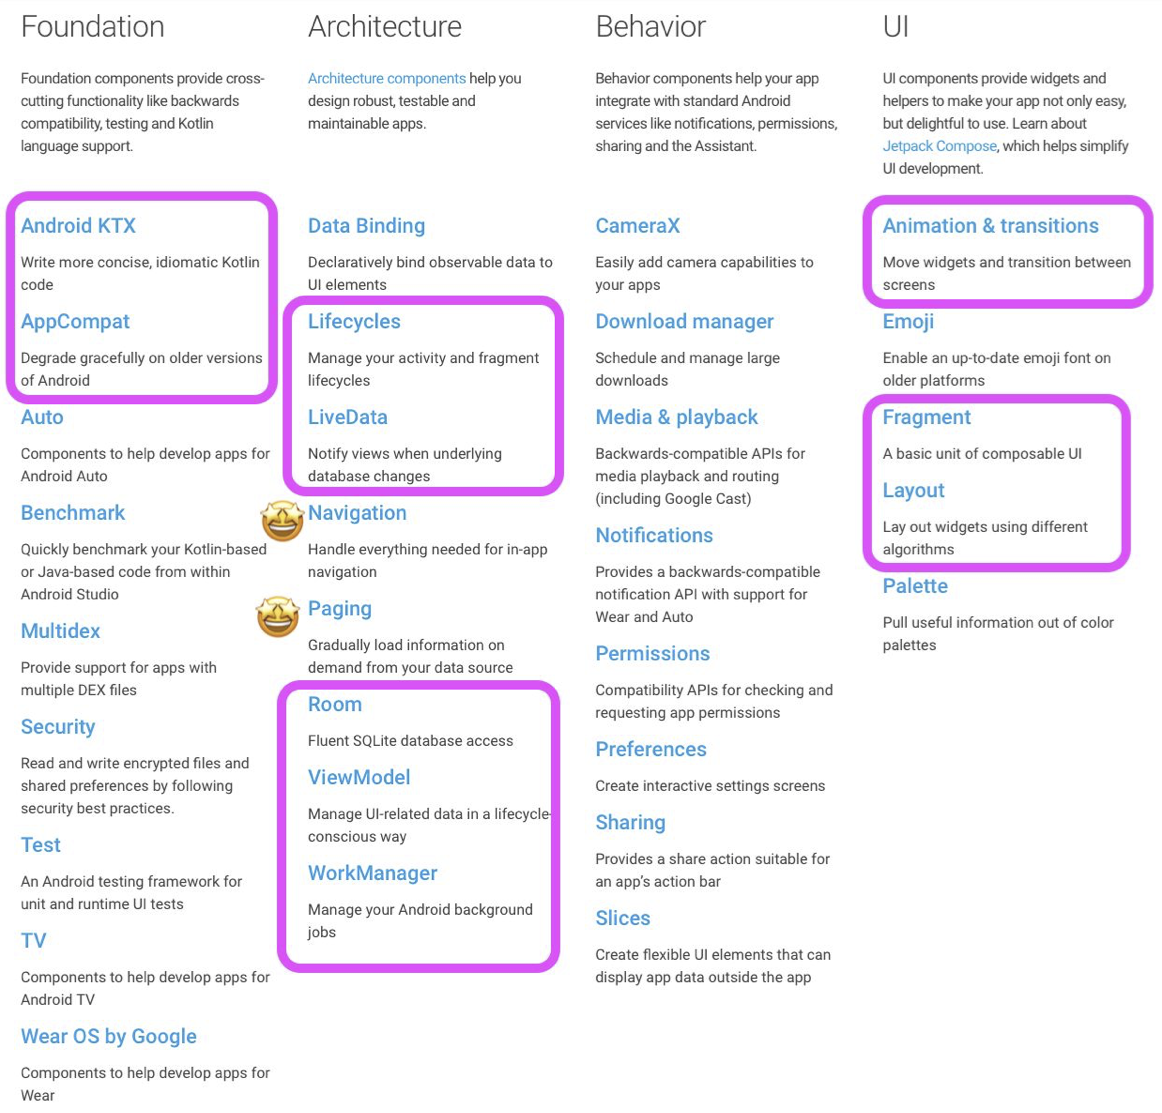 Foundation
Foundation components provide cross-
cutting functionality like backwards
compatibility, testing and Kotlin
language support.
Android KTX
Write more concise, idiomatic Kotlin
code
AppCompat
Degrade gracefully on older versions
of Android
Auto
Components to help develop apps for
Android Auto
Benchmark
Quickly benchmark your Kotlin-based
or Java-based code from within
Android Studio
Multidex
Provide support for apps with
multiple DEX files
Security
Read and write encrypted files and
shared preferences by following
security best practices.
Test
An Android testing framework for
unit and runtime UI tests
TV
Components to help develop apps for
Android TV
Wear OS by Google
Components to help develop apps for
Wear
Architecture
Architecture components help you
design robust, testable and
maintainable apps.
Data Binding
Declaratively bind observable data to
UI elements
Lifecycles
Manage your activity and fragment
lifecycles
LiveData
Notify views when underlying
database changes
Navigation
Handle everything needed for in-app
navigation
Paging
Gradually load information on
demand from your data source
Room
Fluent SQLite database access
ViewModel
Manage UI-related data in a lifecycle-
conscious way
WorkManager
Manage your Android background
jobs
Behavior
Behavior components help your app
integrate with standard Android
services like notifications, permissions,
sharing and the Assistant.
CameraX
Easily add camera capabilities to
your apps
Download manager
Schedule and manage large
downloads
Media & playback
Backwards-compatible APIs for
media playback and routing
(including Google Cast)
Notifications
Provides a backwards-compatible
notification API with support for
Wear and Auto
Permissions
Compatibility APIs for checking and
requesting app permissions
Preferences
Create interactive settings screens
Sharing
Provides a share action suitable for
an app's action bar
Slices
Create flexible UI elements that can
display app data outside the app
UI
UI components provide widgets and
helpers to make your app not only easy,
but delightful to use. Learn about
Jetpack Compose, which helps simplify
UI development.
Animation & transitions
Move widgets and transition between
screens
Emoji
Enable an up-to-date emoji font on
older platforms
Fragment
A basic unit of composable UI
Layout
Lay out widgets using different
algorithms
Palette
Pull useful information out of color
palettes